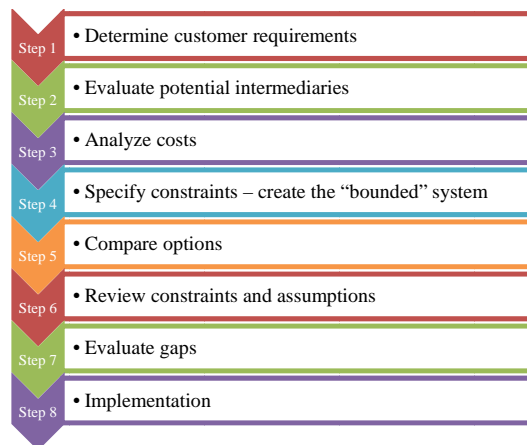 Step 1
• Determine customer requirements
Step 2
• Evaluate potential intermediaries
Step 3
• Analyze costs
Step 4
• Specify constraints – create the “bounded” system
Step 5
• Compare options
Step 6
• Review constraints and assumptions
Step 7
• Evaluate gaps
Step 8
• Implementation